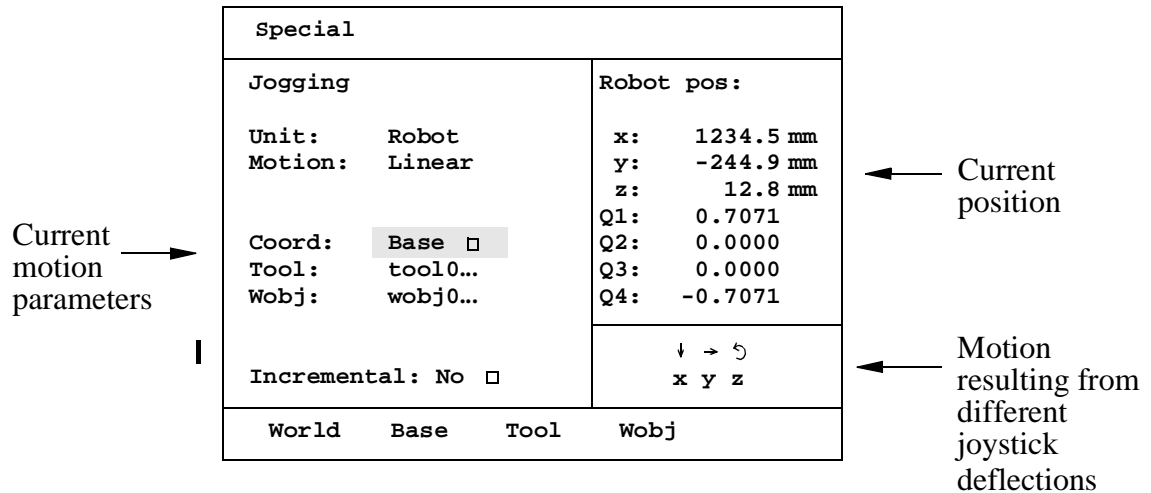 Special
Jogging
Unit: Robot
Motion: Linear
Coord: Base
Tool: tool0…
Wobj: wobj0…
Incremental: No
Robot pos:
x: 1234.5 mm
y: -244.9 mm
z: 12.8 mm
Q1: 0.7071
Q2: 0.0000
Q3: 0.0000
Q4: -0.7071
x y z
World Base Tool Wobj
Current
motion
parameters
Current
position
Motion
resulting from
different
joystick
deflections